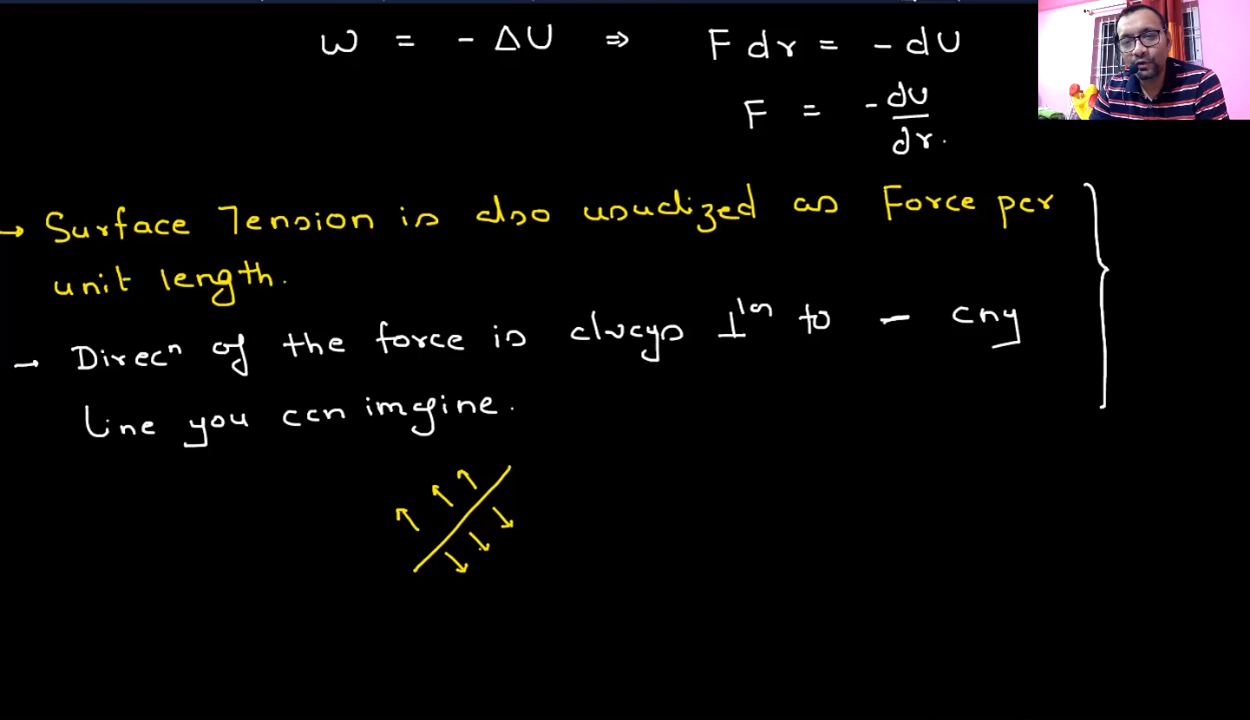 W = - ΔU ⇒ F dr = - dU
F = - dU/dr.
→ Surface Tension is also visualized as Force per
unit length.
→ Direcⁿ of the force is always ⊥lar to - any
Line you can imagine.